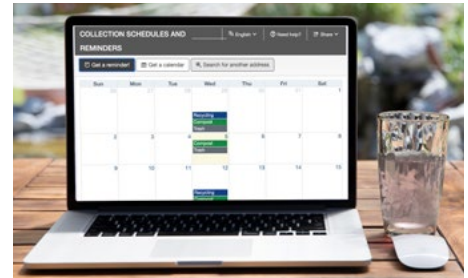 COLLECTION SCHEDULES AND REMINDERS
English
Need help?
Share
Get a reminder!
Get a calendar
Search for another address
Sun Mon Tue Wed Thu Fri Sat
1
Recycling
Compost
Trash
2 3 4 5 6 7 8
Compost
Trash
9 10 11 12 13 14 15
Recycling
Compost